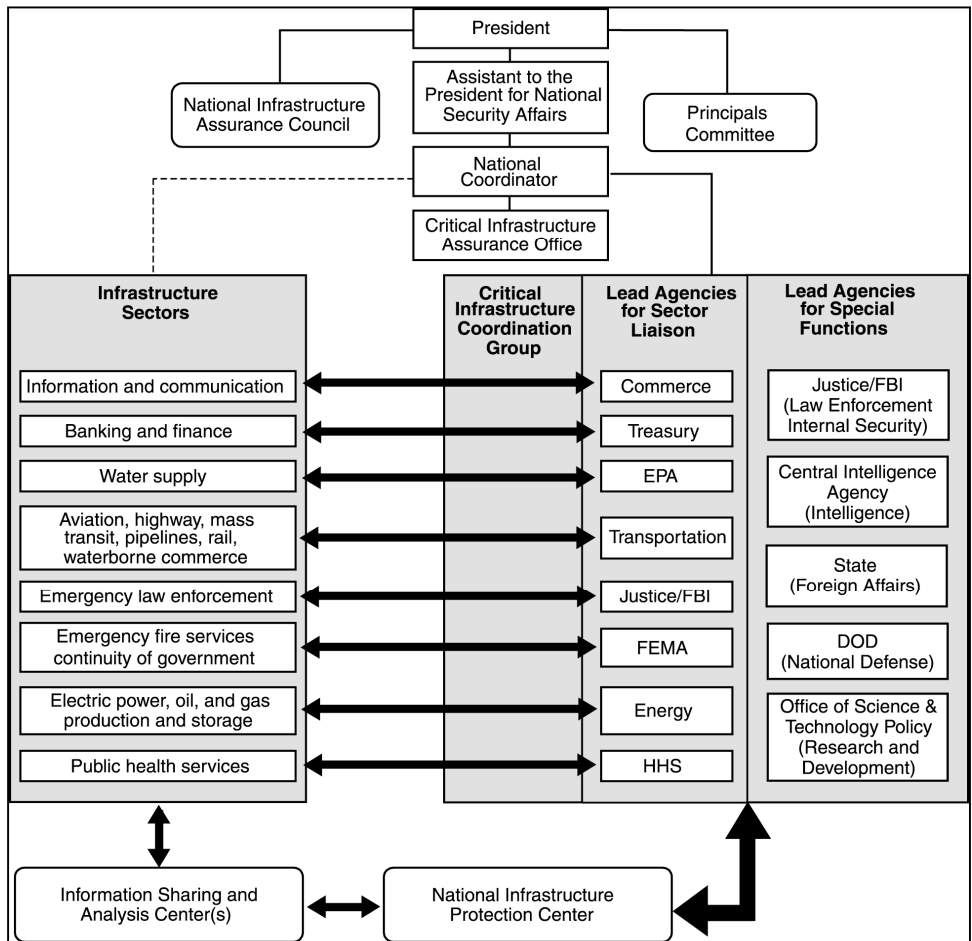 President
Assistant to the
President for National
Security Affairs
National Infrastructure
Assurance Council
Principals
Committee
National
Coordinator
Critical Infrastructure
Assurance Office
Infrastructure
Sectors
Critical
Infrastructure
Coordination
Group
Lead Agencies
for Sector
Liaison
Lead Agencies
for Special
Functions
Information and communication
Commerce
Banking and finance
Treasury
Water supply
EPA
Aviation, highway, mass
transit, pipelines, rail,
waterborne commerce
Transportation
Emergency law enforcement
Justice/FBI
Emergency fire services
continuity of government
FEMA
Electric power, oil, and gas
production and storage
Energy
Public health services
HHS
Justice/FBI
(Law Enforcement
Internal Security)
Central Intelligence
Agency
(Intelligence)
State
(Foreign Affairs)
DOD
(National Defense)
Office of Science &
Technology Policy
(Research and
Development)
Information Sharing and
Analysis Center(s)
National Infrastructure
Protection Center